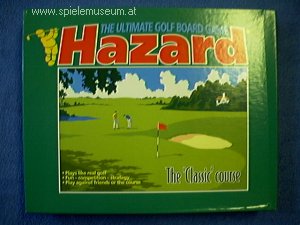 www.spielemuseum.at
THE ULTIMATE GOLF BOARD GAME
Hazard
The 'Classic' course
• Plays like real golf
• Fun - competition - strategy
• Play against friends or the course